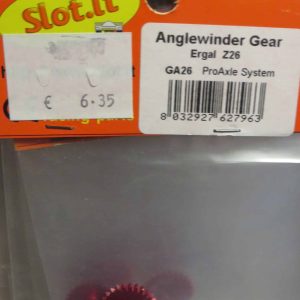 Slot.it
€ 6.35
Anglewinder Gear
Ergal Z26
GA26 ProAxle System
8 032927 627963